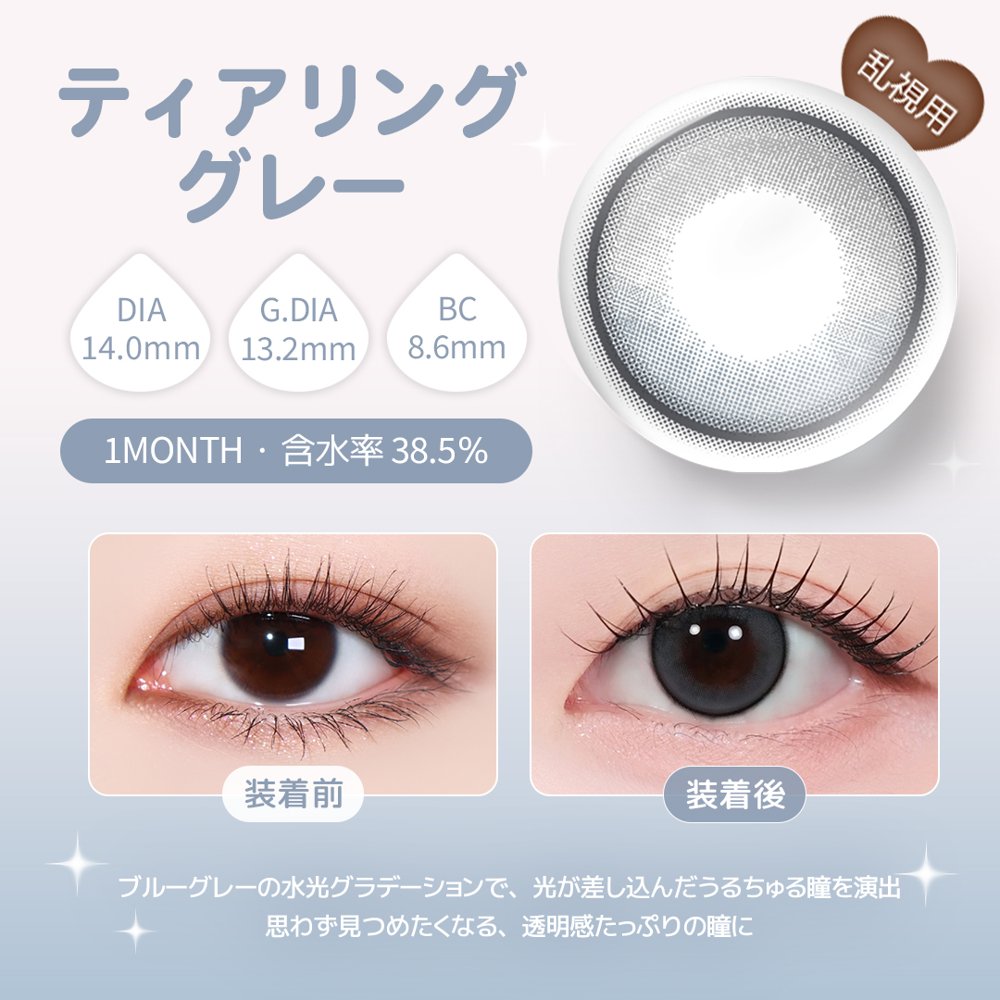 乱視用
ティアリング
グレー
DIA
14.0mm
G.DIA
13.2mm
BC
8.6mm
1MONTH · 含水率 38.5%
装着前
装着後
ブルーグレーの水光グラデーションで、光が差し込んだうるちゅる瞳を演出
思わず見つめたくなる、透明感たっぷりの瞳に